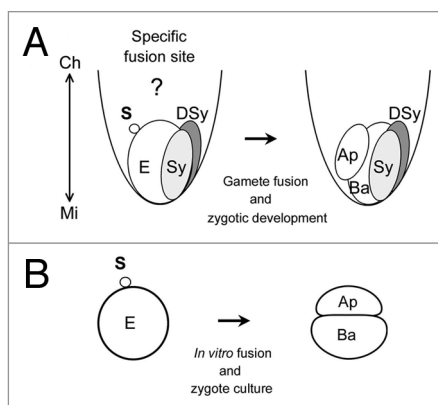 A
Specific
fusion site
?
Ch
Mi
S
DSy
E
Sy
Gamete fusion
and
zygotic development
DSy
Ap
Sy
Ba
B
S
E
In vitro fusion
and
zygote culture
Ap
Ba